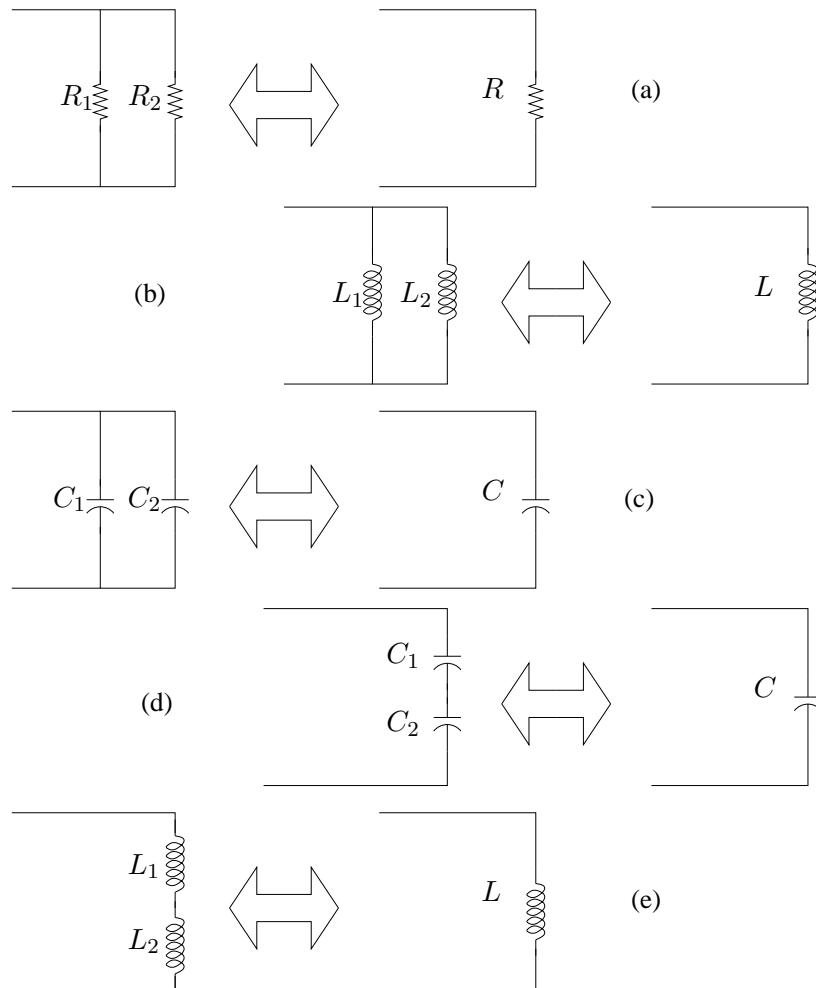 R₁ R₂ R (a)
(b) L₁ L₂ L
C₁ C₂ C (c)
C₁
(d) C₂ C
L₁
L₂ L (e)